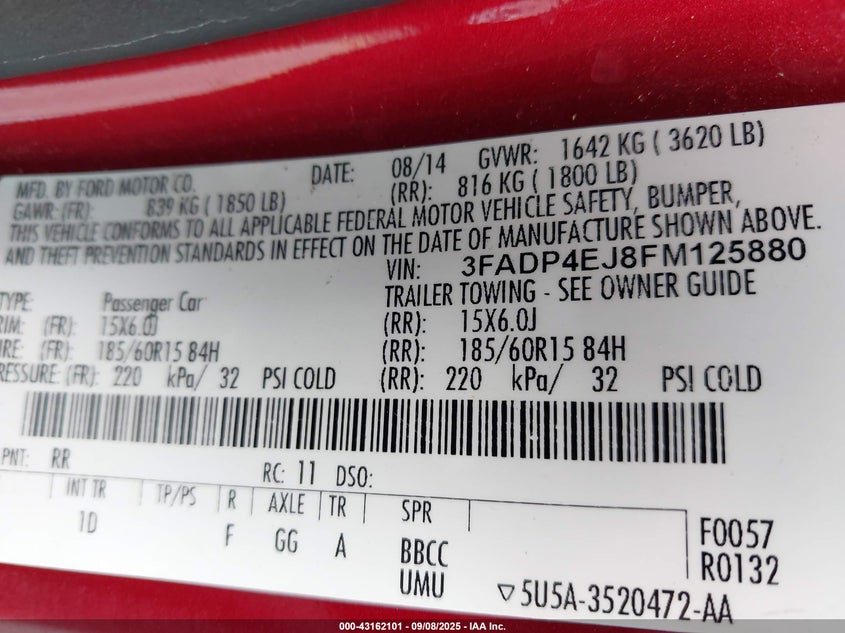 MFD. BY FORD MOTOR CO. DATE: 08/14 GVWR: 1642 KG ( 3620 LB)
GAWR: (FR): 839 KG ( 1850 LB) (RR): 816 KG ( 1800 LB)
THIS VEHICLE CONFORMS TO ALL APPLICABLE FEDERAL MOTOR VEHICLE SAFETY, BUMPER,
AND THEFT PREVENTION STANDARDS IN EFFECT ON THE DATE OF MANUFACTURE SHOWN ABOVE.
VIN: 3FADP4EJ8FM125880
TYPE: Passenger Car TRAILER TOWING - SEE OWNER GUIDE
RIM: (FR): 15X6.0J (RR): 15X6.0J
IRE: (FR): 185/60R15 84H (RR): 185/60R15 84H
RESSURE: (FR): 220 kPa/ 32 PSI COLD (RR): 220 kPa/ 32 PSI COLD
PNT: RR
RC: 11 DSO:
INT TR TP/PS R AXLE TR SPR
1D F GG A BBCC F0057
UMU R0132
▽5U5A-3520472-AA
000-43162101 - 09/08/2025 - IAA Inc.